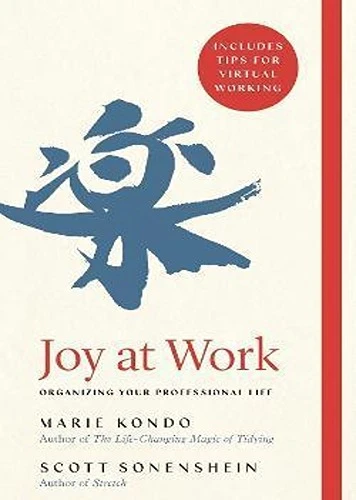 INCLUDES
TIPS FOR
VIRTUAL
WORKING
楽
Joy at Work
ORGANIZING YOUR PROFESSIONAL LIFE
MARIE KONDO
Author of The Life-Changing Magic of Tidying
SCOTT SONENSHEIN
Author of Stretch